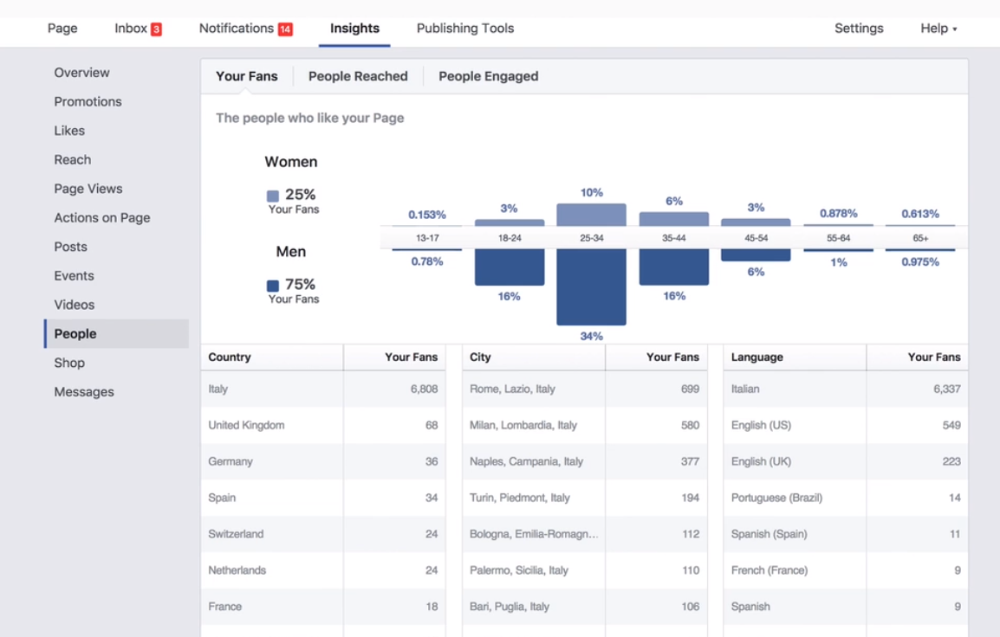 Page Inbox 3 Notifications 14 Insights Publishing Tools Settings Help
Overview
Promotions
Likes
Reach
Page Views
Actions on Page
Posts
Events
Videos
People
Shop
Messages
Your Fans People Reached People Engaged
The people who like your Page
Women
25%
Your Fans
Men
75%
Your Fans
0.153% 3% 10% 6% 3% 0.878% 0.613%
13-17 18-24 25-34 35-44 45-54 55-64 65+
0.78% 16% 34% 16% 6% 1% 0.975%
Country Your Fans City Your Fans Language Your Fans
Italy 6,808 Rome, Lazio, Italy 699 Italian 6,337
United Kingdom 68 Milan, Lombardia, Italy 580 English (US) 549
Germany 36 Naples, Campania, Italy 377 English (UK) 223
Spain 34 Turin, Piedmont, Italy 194 Portuguese (Brazil) 14
Switzerland 24 Bologna, Emilia-Romagn... 112 Spanish (Spain) 11
Netherlands 24 Palermo, Sicilia, Italy 110 French (France) 9
France 18 Bari, Puglia, Italy 106 Spanish 9